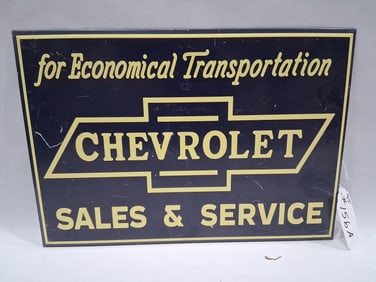 for Economical Transportation
CHEVROLET
SALES & SERVICE